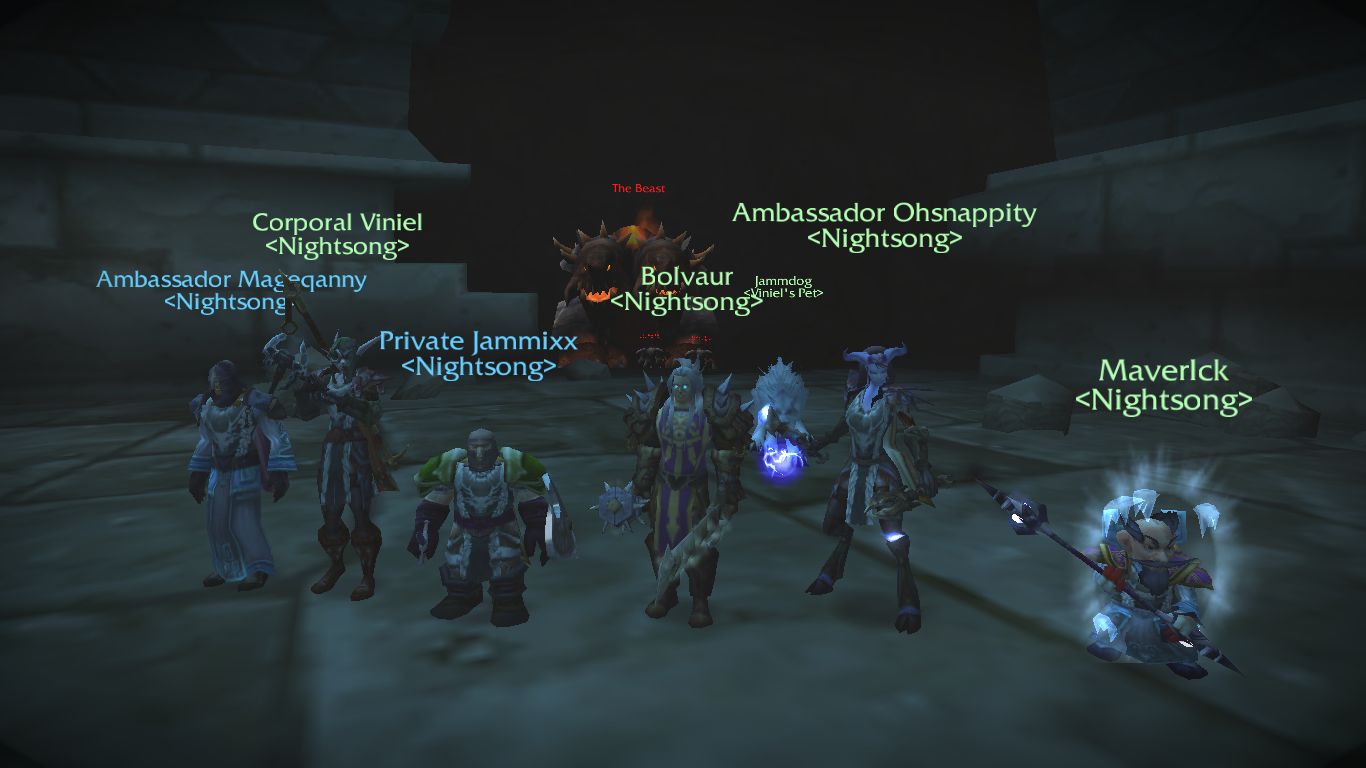 The Beast
Corporal Viniel
<Nightsong>
Ambassador Ohsnappity
<Nightsong>
Ambassador Mageqanny
<Nightsong
Bolvaur
<Nightsong>
Jammdog
<Viniel's Pet>
Private Jammixx
<Nightsong>
MaverIck
<Nightsong>